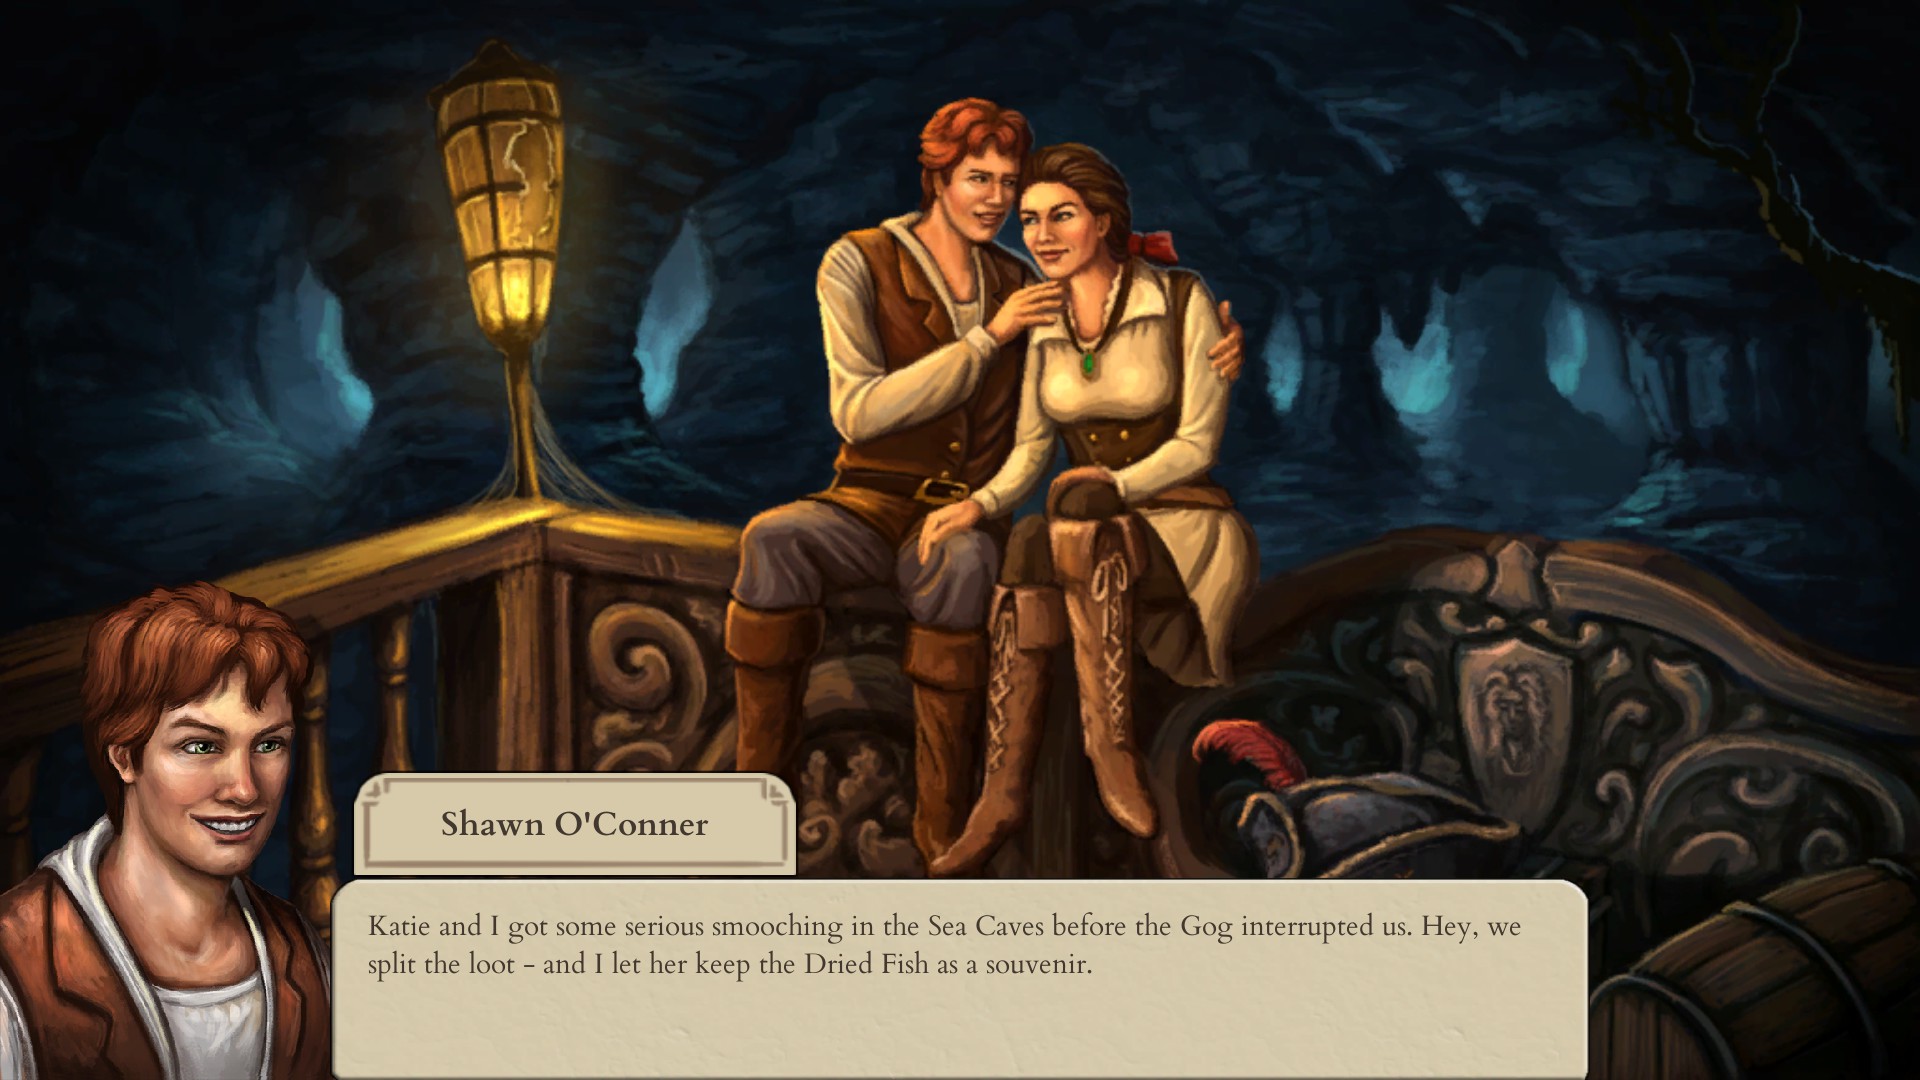 Shawn O'Conner
Katie and I got some serious smooching in the Sea Caves before the Gog interrupted us. Hey, we
split the loot - and I let her keep the Dried Fish as a souvenir.